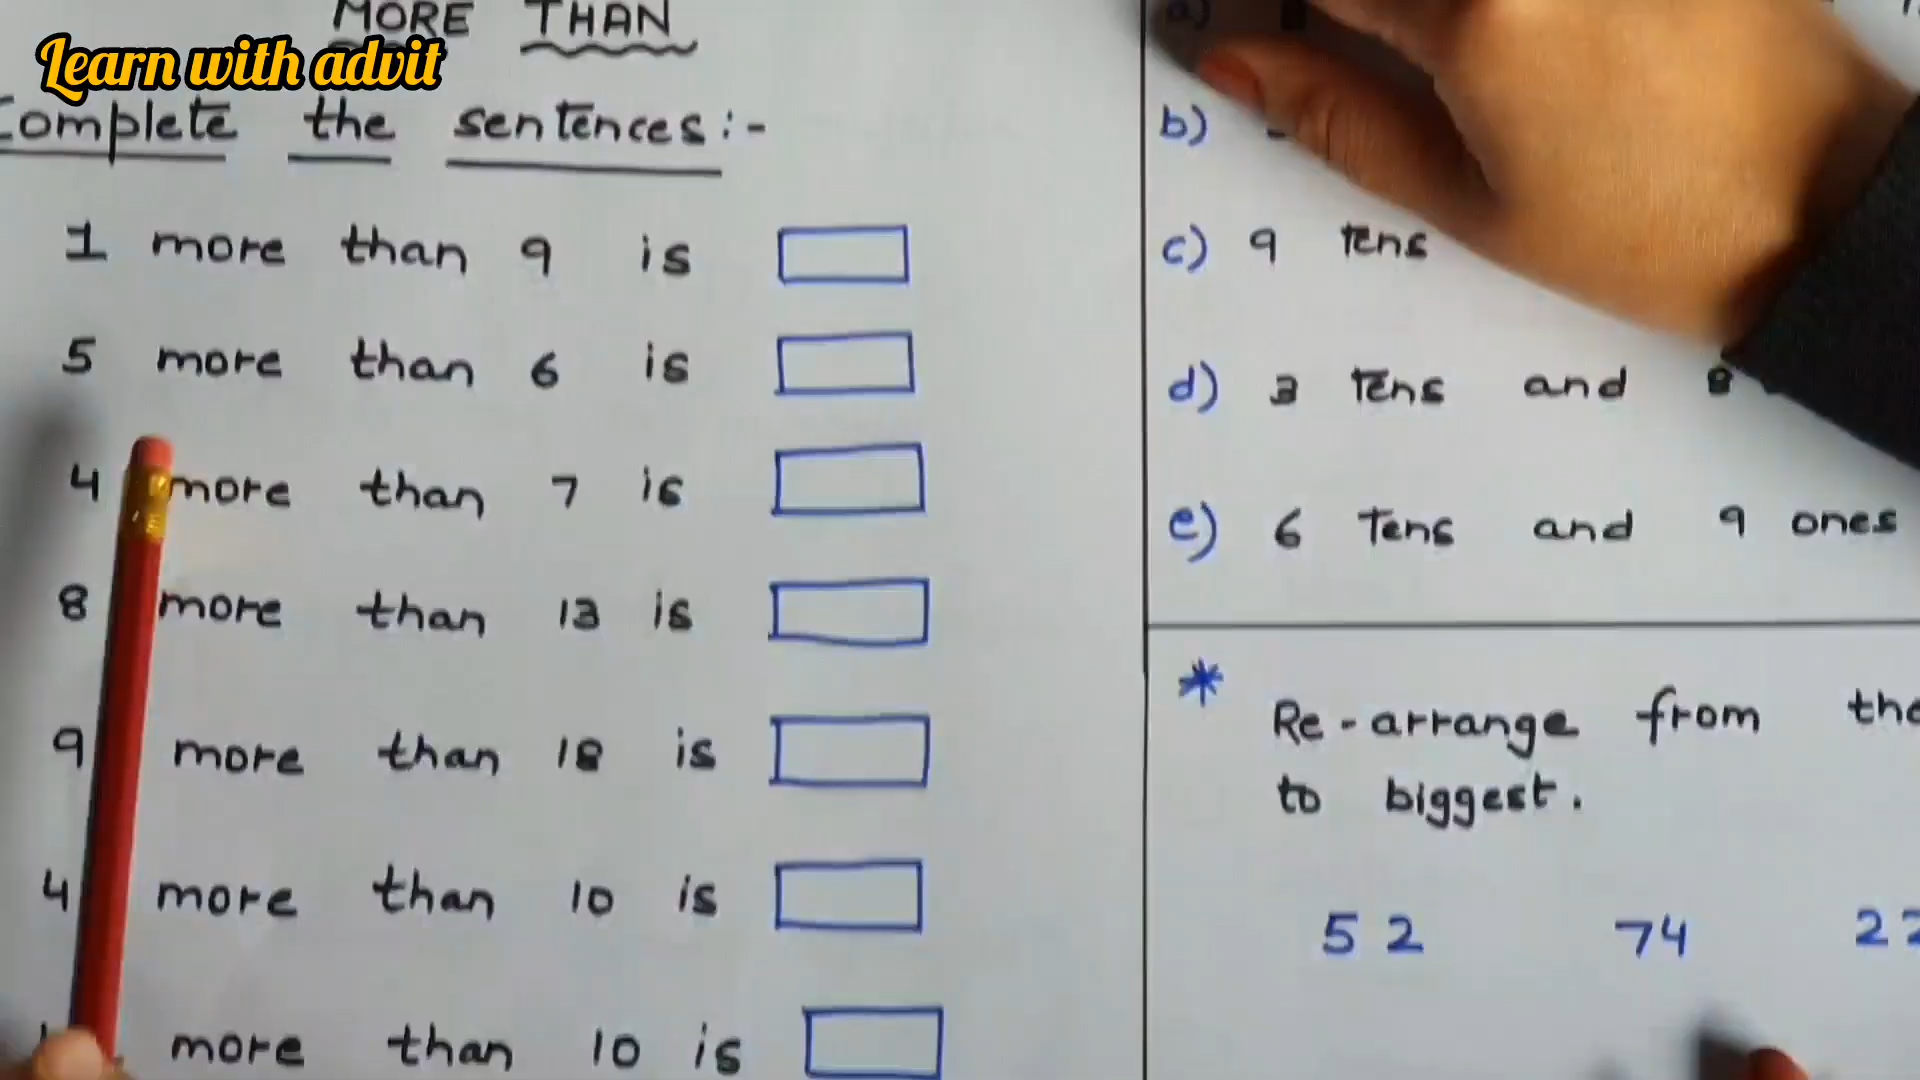 MORE THAN
Learn with advit
Complete the sentences:-
1 more than 9 is
5 more than 6 is
4 more than 7 is
8 more than 13 is
9 more than 18 is
4 more than 10 is
more than 10 is
a)
b)
c) 9 tens
d) 3 tens and 8
e) 6 Tens and 9 ones
* Re-arrange from the
to biggest.
52 74 22